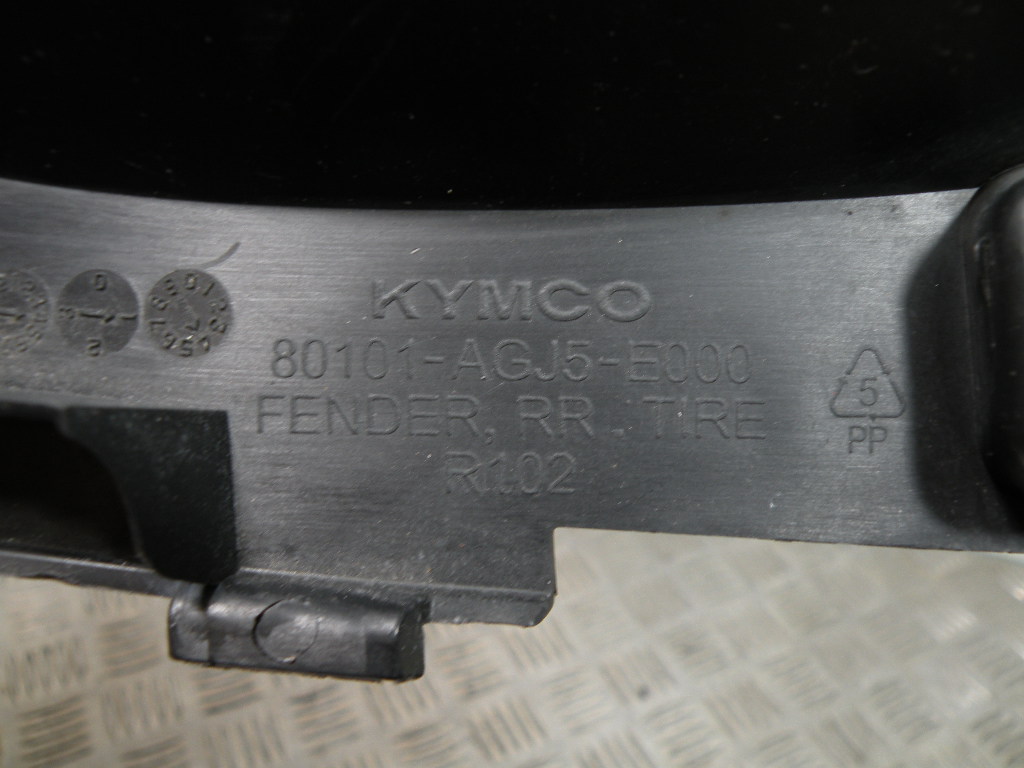 KYMCO
80101-AGJ5-E000
FENDER, RR . TIRE
R102
5
PP